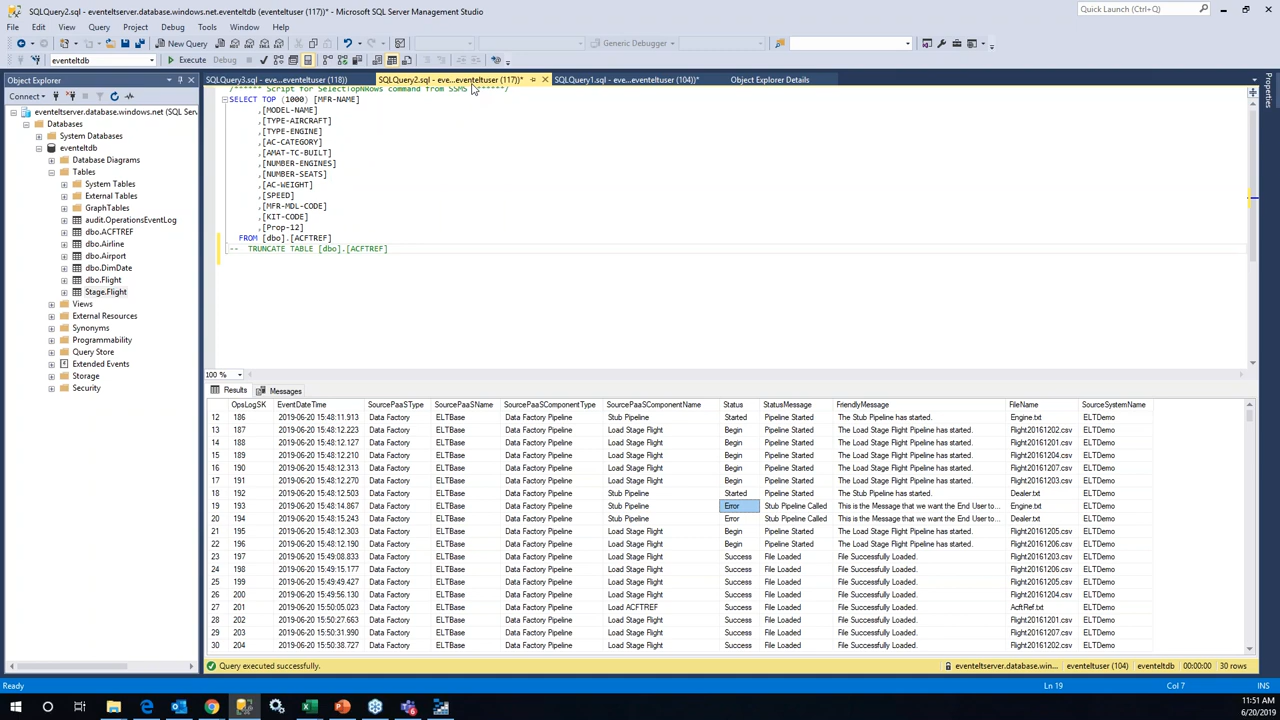 SQLQuery2.sql - eventeltserver.database.windows.net.eventeltdb (eventeltuser (117))* - Microsoft SQL Server Management Studio
Quick Launch (Ctrl+Q)
File Edit View Query Project Debug Tools Window Help
New Query Generic Debugger
eventeltdb Execute Debug
Object Explorer
SQLQuery3.sql - eve...eventeltuser (118)) SQLQuery2.sql - eve...eventeltuser (117))* SQLQuery1.sql - eve...eventeltuser (104))* Object Explorer Details
Properties
Connect
eventeltserver.database.windows.net (SQL Serv
Databases
System Databases
eventeltdb
Database Diagrams
Tables
System Tables
External Tables
GraphTables
audit.OperationsEventLog
dbo.ACFTREF
dbo.Airline
dbo.Airport
dbo.DimDate
dbo.Flight
Stage.Flight
Views
External Resources
Synonyms
Programmability
Query Store
Extended Events
Storage
Security
/****** Script for SelectTopNRows command from SSMS ******/
SELECT TOP (1000) [MFR-NAME]
,[MODEL-NAME]
,[TYPE-AIRCRAFT]
,[TYPE-ENGINE]
,[AC-CATEGORY]
,[AMAT-TC-BUILT]
,[NUMBER-ENGINES]
,[NUMBER-SEATS]
,[AC-WEIGHT]
,[SPEED]
,[MFR-MDL-CODE]
,[KIT-CODE]
,[Prop-12]
FROM [dbo].[ACFTREF]
-- TRUNCATE TABLE [dbo].[ACFTREF]
100 %
Results Messages
OpsLogSK EventDateTime SourcePaaSType SourcePaaSName SourcePaaSComponentType SourcePaaSComponentName Status StatusMessage FriendlyMessage FileName SourceSystemName
12 186 2019-06-20 15:48:11.913 Data Factory ELTBase Data Factory Pipeline Stub Pipeline Started Pipeline Started The Stub Pipeline has started. Engine.txt ELTDemo
13 187 2019-06-20 15:48:12.223 Data Factory ELTBase Data Factory Pipeline Load Stage Flight Begin Pipeline Started The Load Stage Flight Pipeline has started. Flight20161202.csv ELTDemo
14 188 2019-06-20 15:48:12.127 Data Factory ELTBase Data Factory Pipeline Load Stage Flight Begin Pipeline Started The Load Stage Flight Pipeline has started. Flight20161201.csv ELTDemo
15 189 2019-06-20 15:48:12.210 Data Factory ELTBase Data Factory Pipeline Load Stage Flight Begin Pipeline Started The Load Stage Flight Pipeline has started. Flight20161204.csv ELTDemo
16 190 2019-06-20 15:48:12.313 Data Factory ELTBase Data Factory Pipeline Load Stage Flight Begin Pipeline Started The Load Stage Flight Pipeline has started. Flight20161207.csv ELTDemo
17 191 2019-06-20 15:48:12.270 Data Factory ELTBase Data Factory Pipeline Load Stage Flight Begin Pipeline Started The Load Stage Flight Pipeline has started. Flight20161203.csv ELTDemo
18 192 2019-06-20 15:48:12.503 Data Factory ELTBase Data Factory Pipeline Stub Pipeline Started Pipeline Started The Stub Pipeline has started. Dealer.txt ELTDemo
19 193 2019-06-20 15:48:14.867 Data Factory ELTBase Data Factory Pipeline Stub Pipeline Error Stub Pipeline Called This is the Message that we want the End User to... Engine.txt ELTDemo
20 194 2019-06-20 15:48:15.243 Data Factory ELTBase Data Factory Pipeline Stub Pipeline Error Stub Pipeline Called This is the Message that we want the End User to... Dealer.txt ELTDemo
21 195 2019-06-20 15:48:12.303 Data Factory ELTBase Data Factory Pipeline Load Stage Flight Begin Pipeline Started The Load Stage Flight Pipeline has started. Flight20161205.csv ELTDemo
22 196 2019-06-20 15:48:12.190 Data Factory ELTBase Data Factory Pipeline Load Stage Flight Begin Pipeline Started The Load Stage Flight Pipeline has started. Flight20161206.csv ELTDemo
23 197 2019-06-20 15:49:08.833 Data Factory ELTBase Data Factory Pipeline Load Stage Flight Success File Loaded File Successfully Loaded. Flight20161206.csv ELTDemo
24 198 2019-06-20 15:49:15.177 Data Factory ELTBase Data Factory Pipeline Load Stage Flight Success File Loaded File Successfully Loaded. Flight20161202.csv ELTDemo
25 199 2019-06-20 15:49:49.427 Data Factory ELTBase Data Factory Pipeline Load Stage Flight Success File Loaded File Successfully Loaded. Flight20161205.csv ELTDemo
26 200 2019-06-20 15:49:56.130 Data Factory ELTBase Data Factory Pipeline Load Stage Flight Success File Loaded File Successfully Loaded. Flight20161204.csv ELTDemo
27 201 2019-06-20 15:50:05.023 Data Factory ELTBase Data Factory Pipeline Load ACFTREF Success File Loaded File Successfully Loaded. AcftRef.txt ELTDemo
28 202 2019-06-20 15:50:27.663 Data Factory ELTBase Data Factory Pipeline Load Stage Flight Success File Loaded File Successfully Loaded. Flight20161201.csv ELTDemo
29 203 2019-06-20 15:50:31.990 Data Factory ELTBase Data Factory Pipeline Load Stage Flight Success File Loaded File Successfully Loaded. Flight20161207.csv ELTDemo
30 204 2019-06-20 15:50:38.727 Data Factory ELTBase Data Factory Pipeline Load Stage Flight Success File Loaded File Successfully Loaded. Flight20161203.csv ELTDemo
Query executed successfully. eventeltserver.database.win... eventeltuser (104) eventeltdb 00:00:00 30 rows
Ready Ln 19 Col 7 INS
11:51 AM
6/20/2019